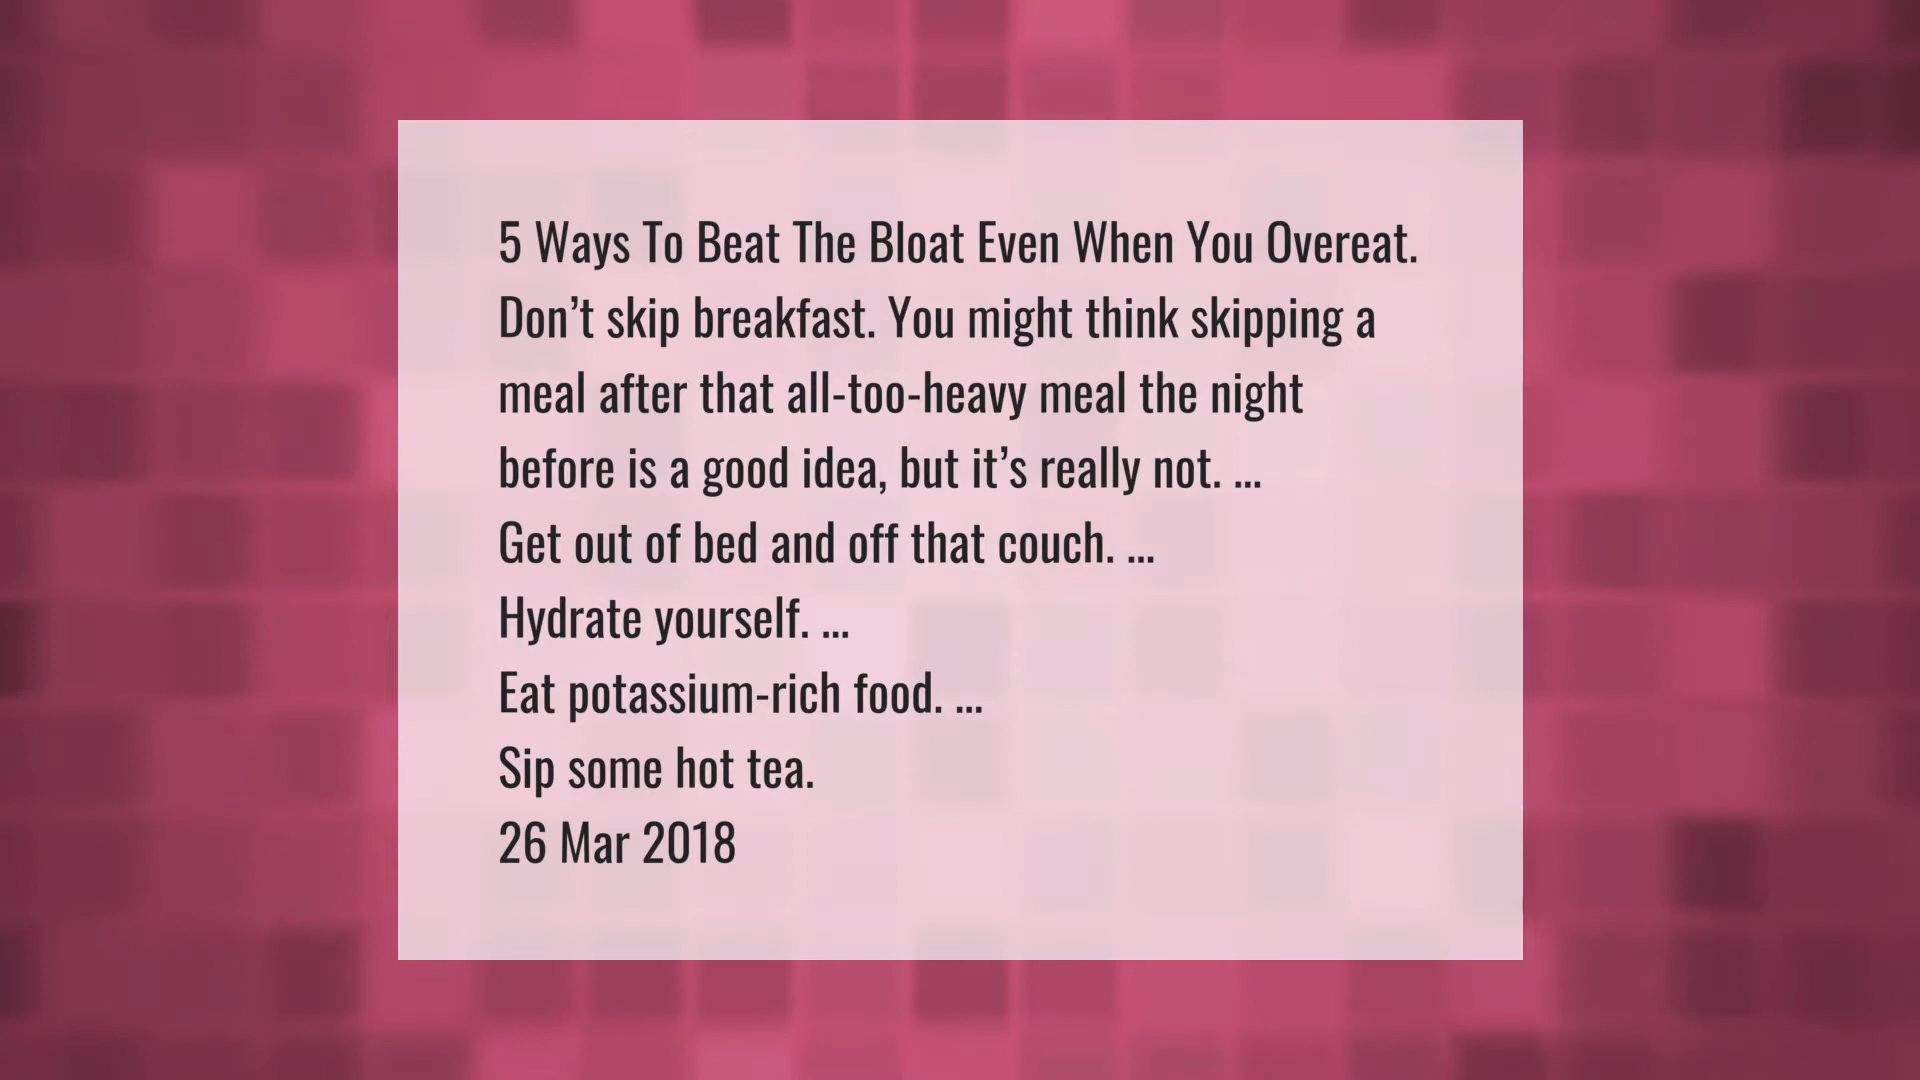 5 Ways To Beat The Bloat Even When You Overeat.
Don’t skip breakfast. You might think skipping a
meal after that all-too-heavy meal the night
before is a good idea, but it’s really not. ...
Get out of bed and off that couch. ...
Hydrate yourself. ...
Eat potassium-rich food. ...
Sip some hot tea.
26 Mar 2018